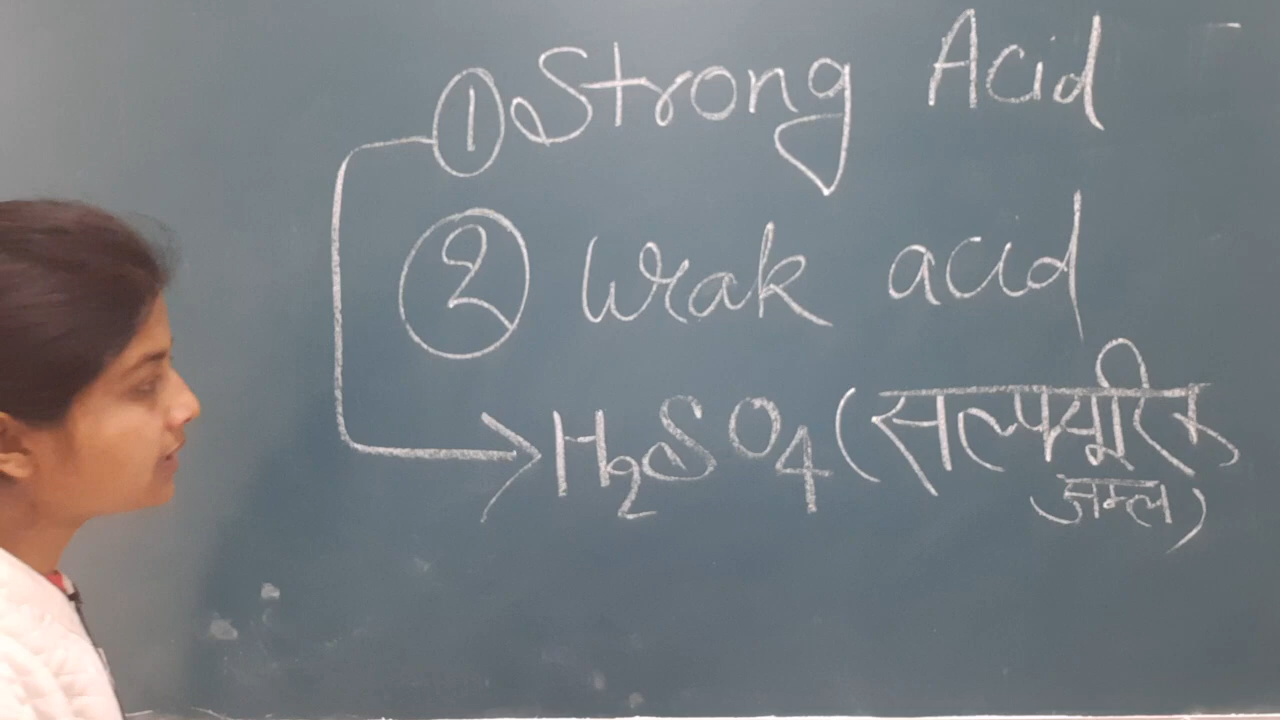 ① Strong Acid -
② Weak acid
→ H₂SO₄ (सल्फ्यूरिक
अम्ल)